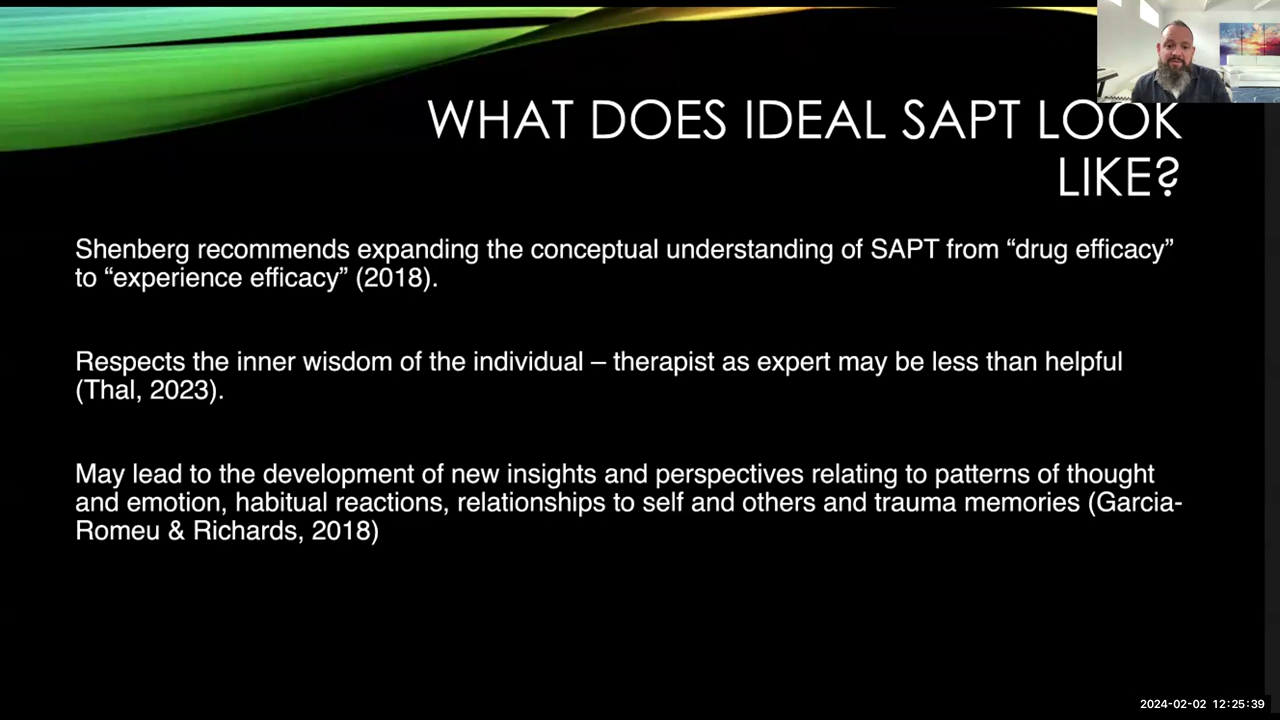 WHAT DOES IDEAL SAPT LOOK
LIKE?
Shenberg recommends expanding the conceptual understanding of SAPT from “drug efficacy”
to “experience efficacy” (2018).
Respects the inner wisdom of the individual – therapist as expert may be less than helpful
(Thal, 2023).
May lead to the development of new insights and perspectives relating to patterns of thought
and emotion, habitual reactions, relationships to self and others and trauma memories (Garcia-
Romeu & Richards, 2018)
2024-02-02 12:25:39